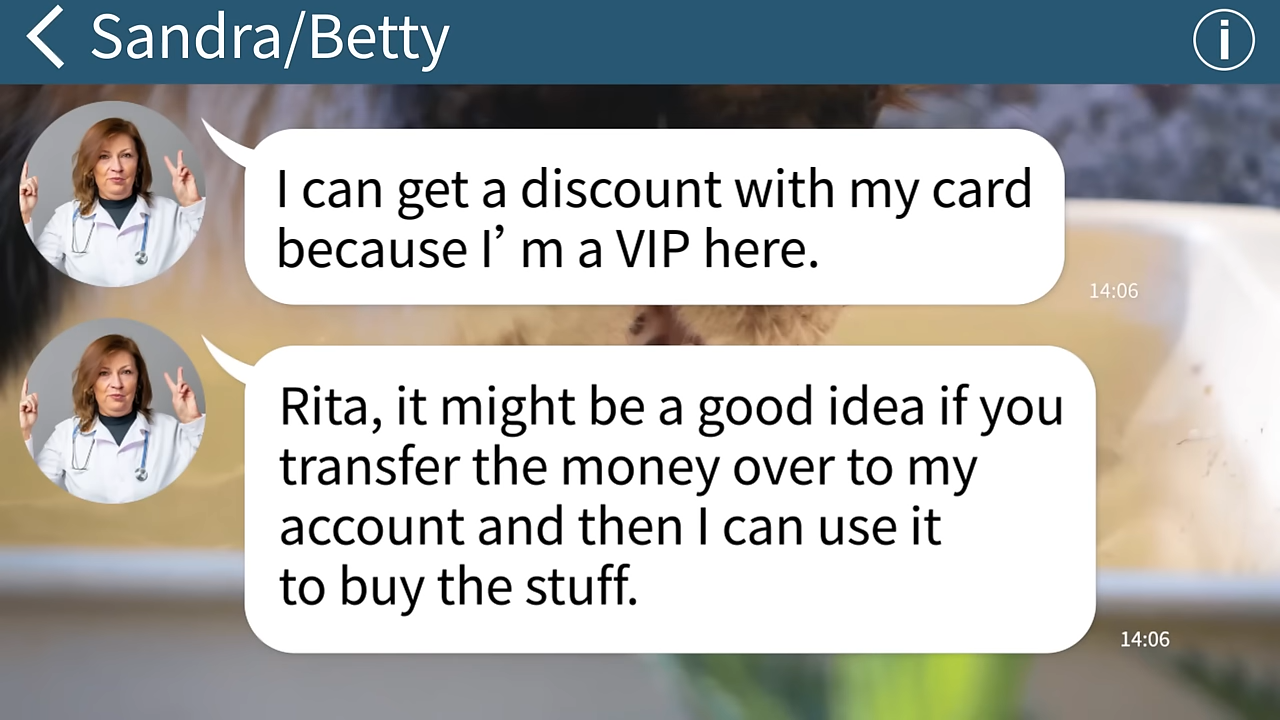 Sandra/Betty
I can get a discount with my card
because I’ m a VIP here.
14:06
Rita, it might be a good idea if you
transfer the money over to my
account and then I can use it
to buy the stuff.
14:06